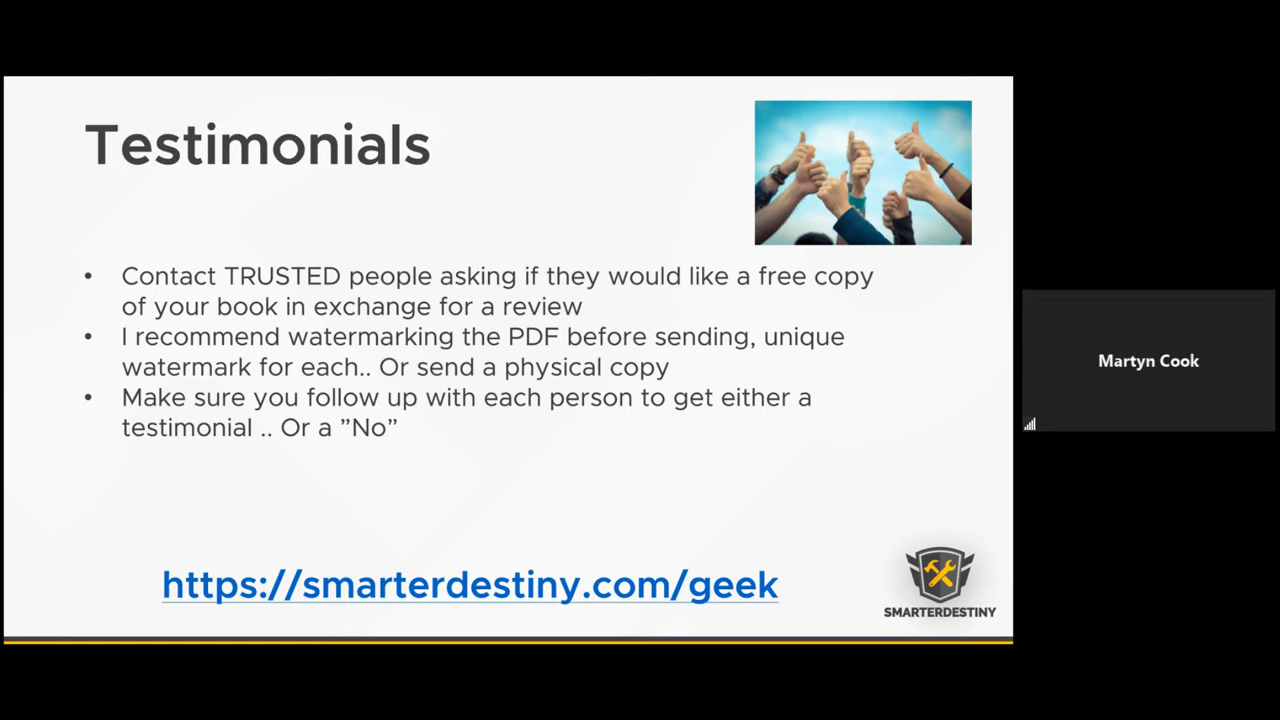 Testimonials
• Contact TRUSTED people asking if they would like a free copy
of your book in exchange for a review
• I recommend watermarking the PDF before sending, unique
watermark for each.. Or send a physical copy
• Make sure you follow up with each person to get either a
testimonial .. Or a ”No”
https://smarterdestiny.com/geek
SMARTERDESTINY
Martyn Cook